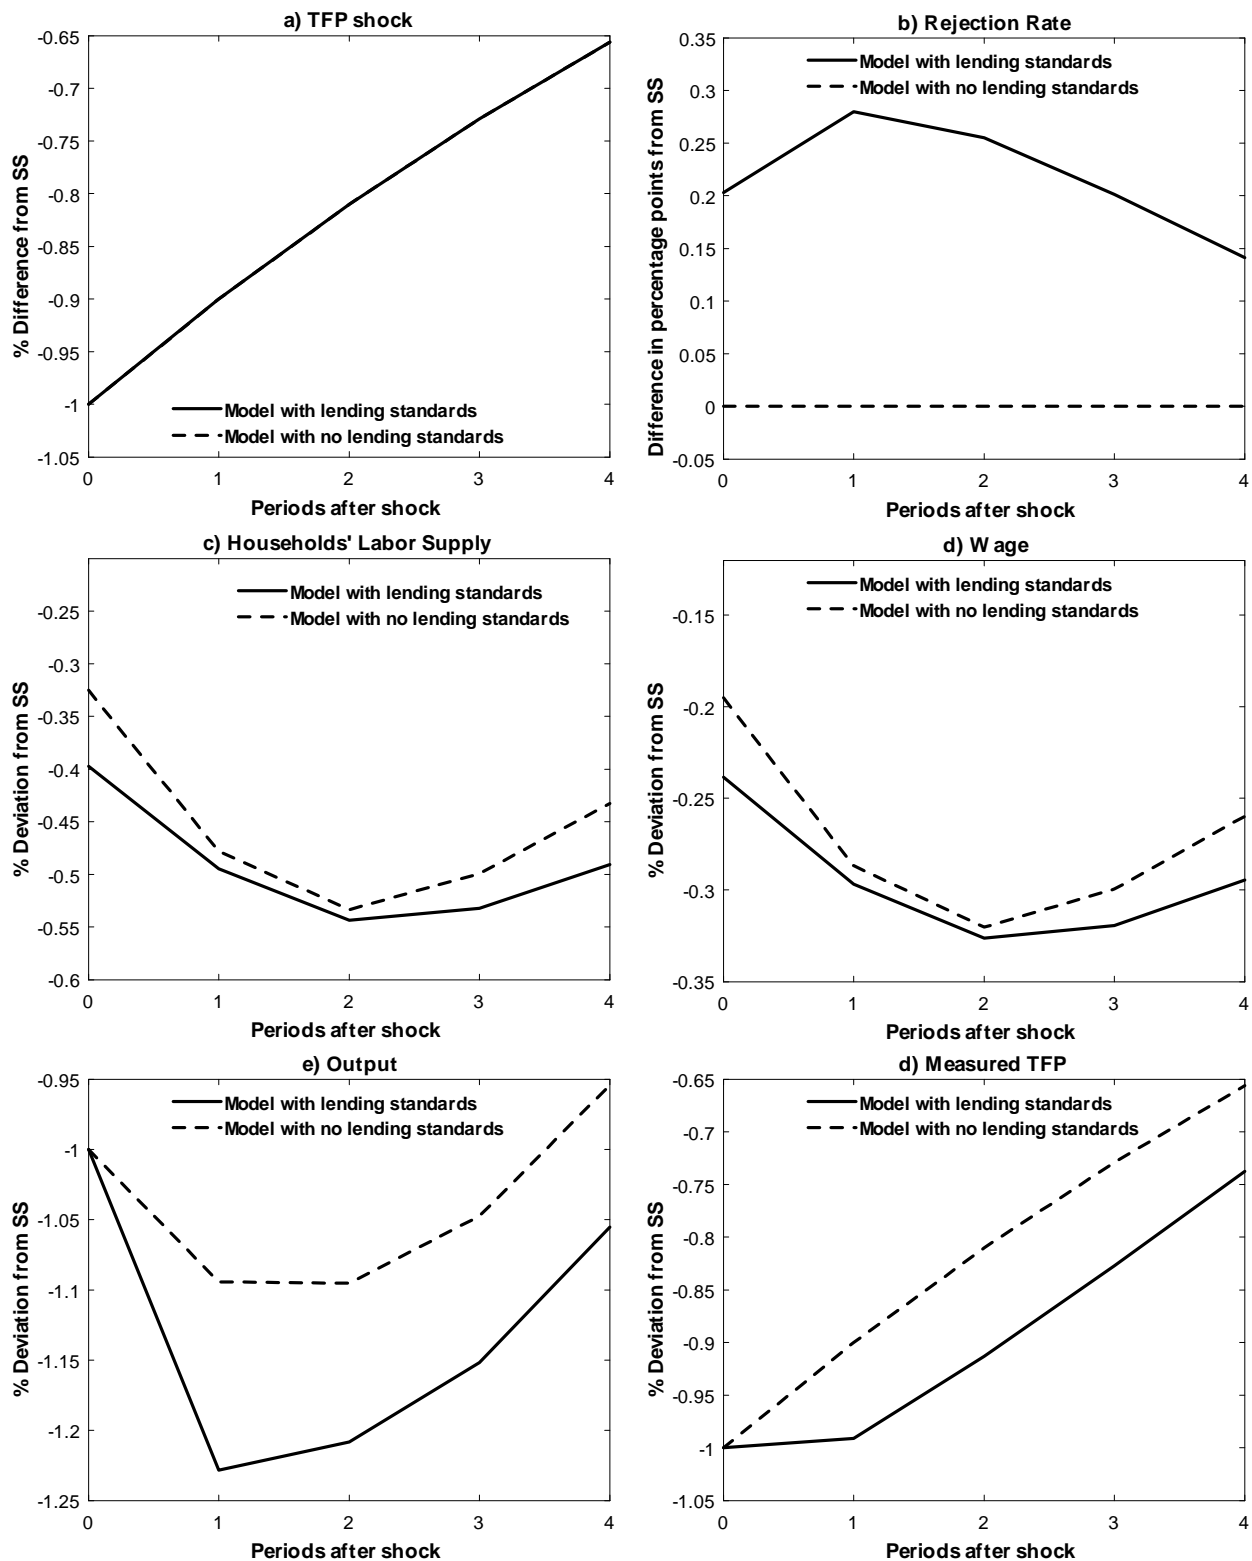 a) TFP shock
-0.65
-0.7
-0.75
-0.8
-0.85
-0.9
-0.95
-1
-1.05
% Difference from SS
Model with lending standards
Model with no lending standards
0 1 2 3 4
Periods after shock
b) Rejection Rate
0.35
0.3
0.25
0.2
0.15
0.1
0.05
0
-0.05
Difference in percentage points from SS
Model with lending standards
Model with no lending standards
0 1 2 3 4
Periods after shock
c) Households' Labor Supply
-0.25
-0.3
-0.35
-0.4
-0.45
-0.5
-0.55
-0.6
% Deviation from SS
Model with lending standards
Model with no lending standards
0 1 2 3 4
Periods after shock
d) Wage
-0.15
-0.2
-0.25
-0.3
-0.35
% Deviation from SS
Model with lending standards
Model with no lending standards
0 1 2 3 4
Periods after shock
e) Output
-0.95
-1
-1.05
-1.1
-1.15
-1.2
-1.25
% Deviation from SS
Model with lending standards
Model with no lending standards
0 1 2 3 4
Periods after shock
d) Measured TFP
-0.65
-0.7
-0.75
-0.8
-0.85
-0.9
-0.95
-1
-1.05
% Deviation from SS
Model with lending standards
Model with no lending standards
0 1 2 3 4
Periods after shock